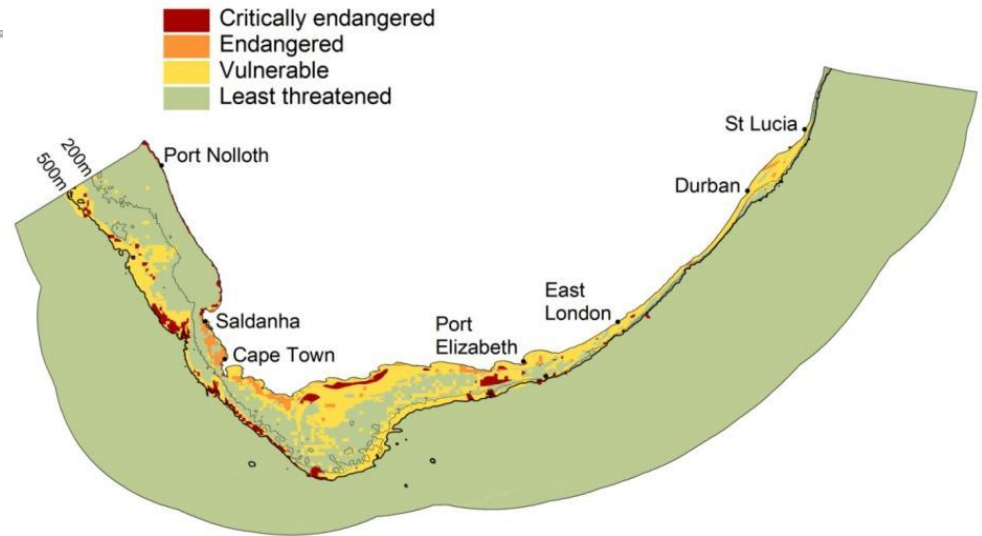 Critically endangered
Endangered
Vulnerable
Least threatened
St Lucia
200m
Port Nolloth
500m
Durban
East
London
Saldanha
Port
Elizabeth
Cape Town